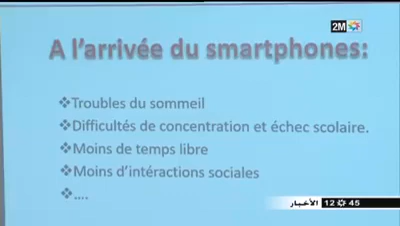 2M
A l'arrivée du smartphones:
❖Troubles du sommeil
❖Difficultés de concentration et échec scolaire.
❖Moins de temps libre
❖Moins d'intéractions sociales
❖....
الأخبار 12 45